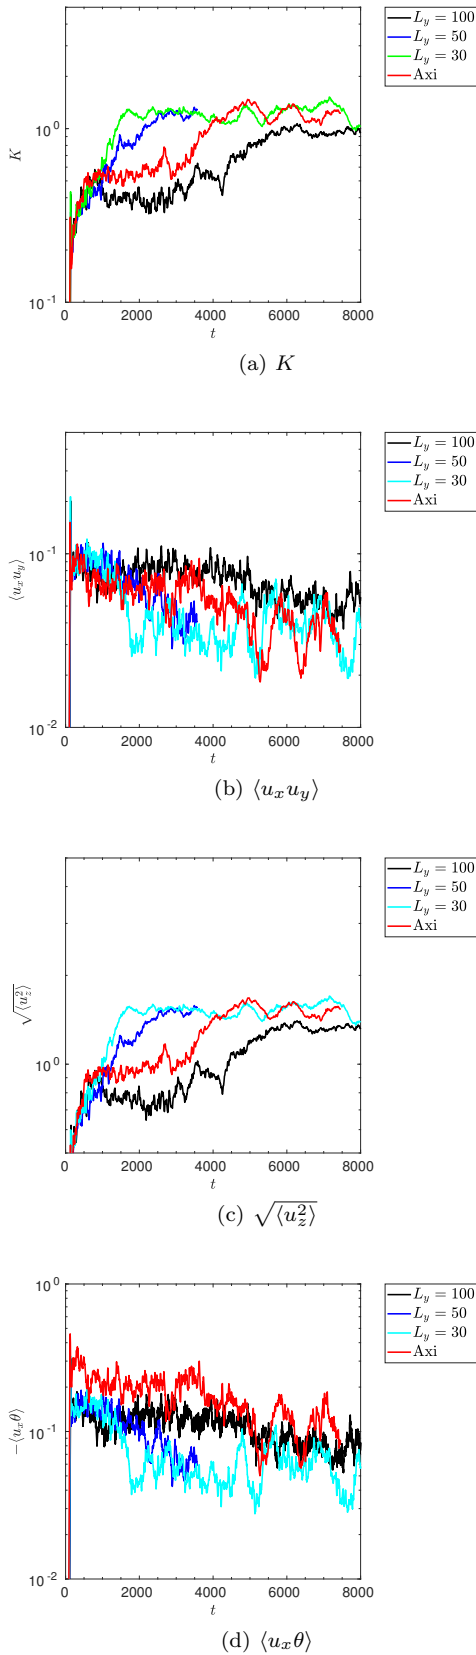 L_y = 100
L_y = 50
L_y = 30
Axi
K
10^0
10^-1
0 2000 4000 6000 8000
t
(a) K
L_y = 100
L_y = 50
L_y = 30
Axi
⟨u_x u_y⟩
10^-1
10^-2
0 2000 4000 6000 8000
t
(b) ⟨u_x u_y⟩
L_y = 100
L_y = 50
L_y = 30
Axi
√⟨u_z^2⟩
10^0
0 2000 4000 6000 8000
t
(c) √⟨u_z^2⟩
L_y = 100
L_y = 50
L_y = 30
Axi
−⟨u_x θ⟩
10^0
10^-1
10^-2
0 2000 4000 6000 8000
t
(d) ⟨u_x θ⟩